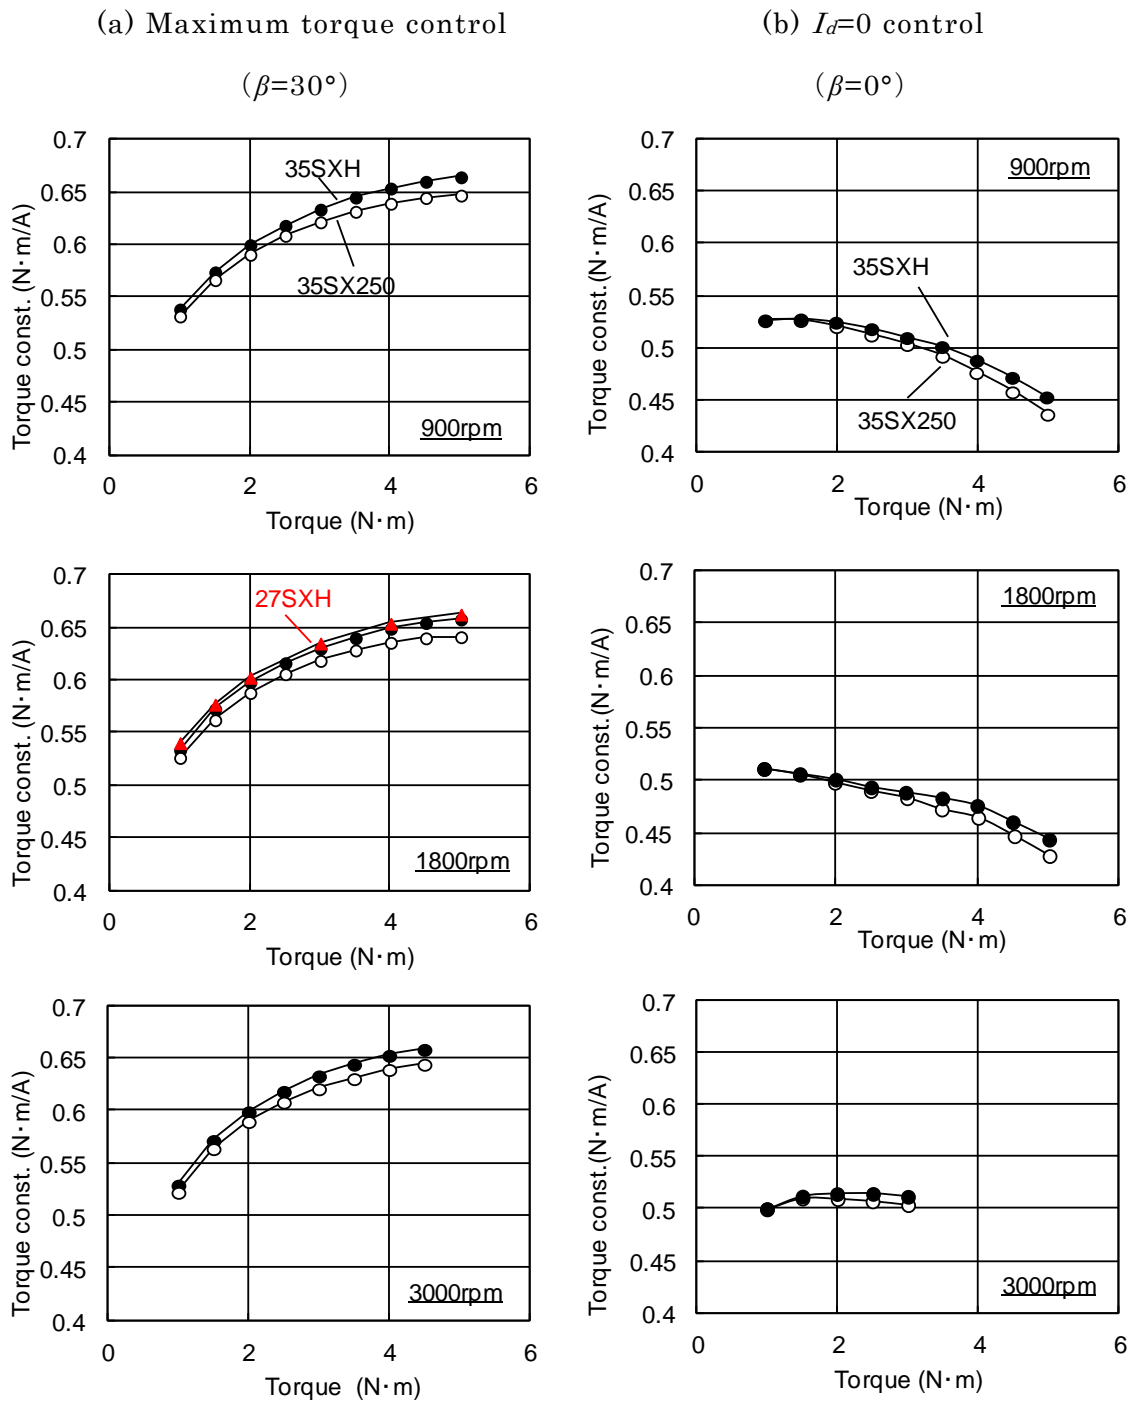 (a) Maximum torque control
(β=30°)
(b) Id=0 control
(β=0°)
0.7
0.65
0.6
0.55
0.5
0.45
0.4
Torque const. (N·m/A)
35SXH
35SX250
900rpm
0
2
4
6
Torque (N·m)
0.7
0.65
0.6
0.55
0.5
0.45
0.4
Torque const.(N·m/A)
900rpm
35SXH
35SX250
0
2
4
6
Torque (N·m)
0.7
0.65
0.6
0.55
0.5
0.45
0.4
Torque const. (N·m/A)
27SXH
1800rpm
0
2
4
6
Torque (N·m)
0.7
0.65
0.6
0.55
0.5
0.45
0.4
Torque const.(N·m/A)
1800rpm
0
2
4
6
Torque (N·m)
0.7
0.65
0.6
0.55
0.5
0.45
0.4
Torque const. (N·m/A)
3000rpm
0
2
4
6
Torque (N·m)
0.7
0.65
0.6
0.55
0.5
0.45
0.4
Torque const.(N·m/A)
3000rpm
0
2
4
6
Torque (N·m)